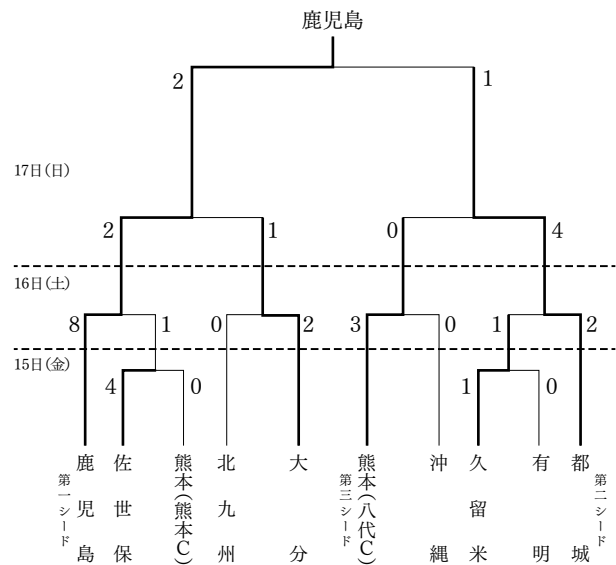 鹿児島
2
1
17日(日)
2
1
0
4
16日(土)
8
1
0
2
3
0
1
2
15日(金)
4
0
1
0
鹿児島
第一シード
佐世保
熊本(熊本C)
北九州
大分
熊本(八代C)
第三シード
沖縄
久留米
有明
都城
第二シード